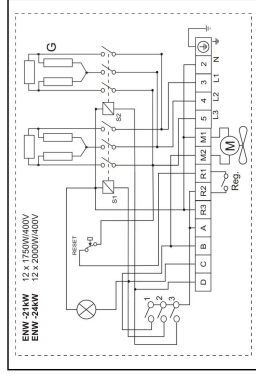 ENW -21kW 12 x 1750W/400V
ENW -24kW 12 x 2000W/400V
G
RESET
S1
S2
1
2
3
D
C
B
A
R3
R2
R1
M2
M1
5
4
3
2
Reg.
M
L3
L2
L1
N